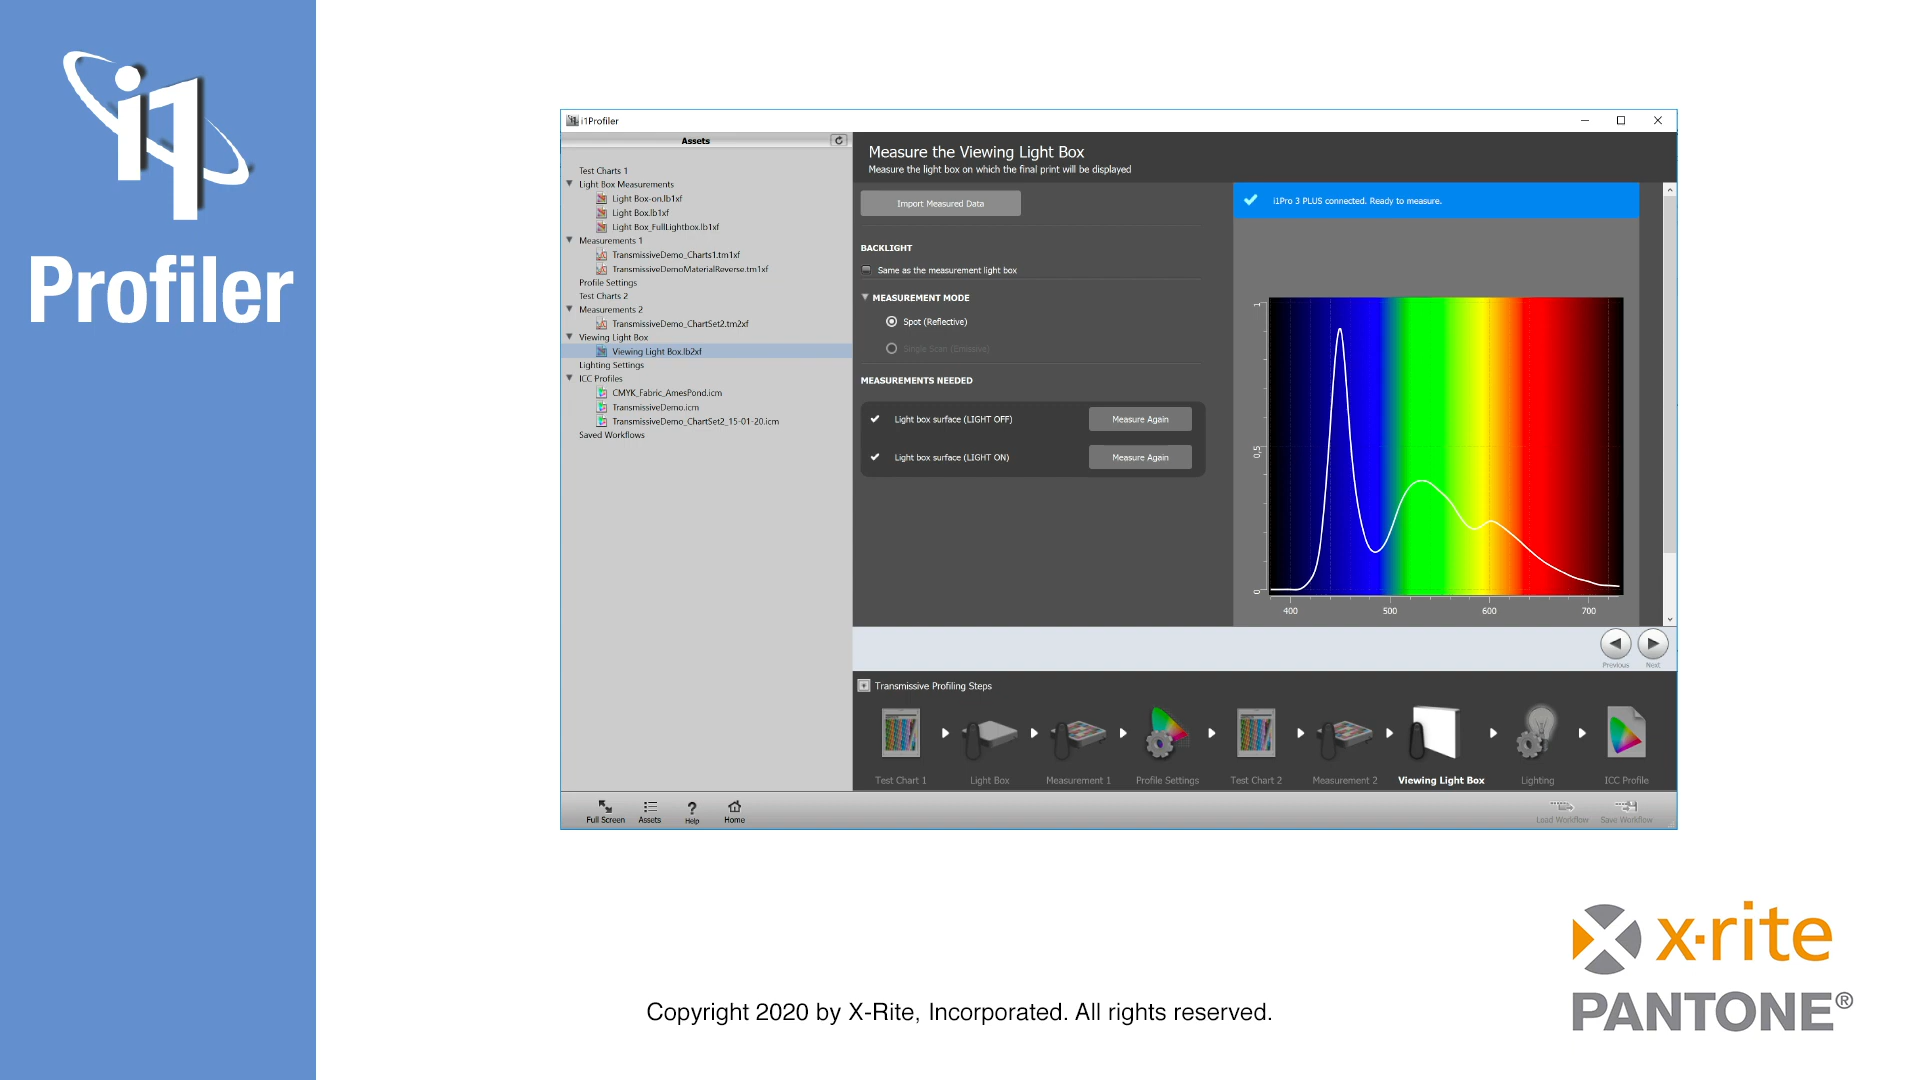 i1
Profiler
i1Profiler
Assets
Test Charts 1
Light Box Measurements
Light Box-on.lb1xf
Light Box.lb1xf
Light Box_FullLightbox.lb1xf
Measurements 1
TransmissiveDemo_Charts1.tm1xf
TransmissiveDemoMaterialReverse.tm1xf
Profile Settings
Test Charts 2
Measurements 2
TransmissiveDemo_ChartSet2.tm2xf
Viewing Light Box
Viewing Light Box.lb2xf
Lighting Settings
ICC Profiles
CMYK_Fabric_AmesPond.icm
TransmissiveDemo.icm
TransmissiveDemo_ChartSet2_15-01-20.icm
Saved Workflows
Measure the Viewing Light Box
Measure the light box on which the final print will be displayed
Import Measured Data
BACKLIGHT
Same as the measurement light box
MEASUREMENT MODE
Spot (Reflective)
Single Scan (Emissive)
MEASUREMENTS NEEDED
Light box surface (LIGHT OFF) Measure Again
Light box surface (LIGHT ON) Measure Again
i1Pro 3 PLUS connected. Ready to measure.
1
0,5
0
400 500 600 700
Previous Next
Transmissive Profiling Steps
Test Chart 1 Light Box Measurement 1 Profile Settings Test Chart 2 Measurement 2 Viewing Light Box Lighting ICC Profile
Full Screen Assets Help Home Load Workflow Save Workflow
x·rite
PANTONE®
Copyright 2020 by X-Rite, Incorporated. All rights reserved.